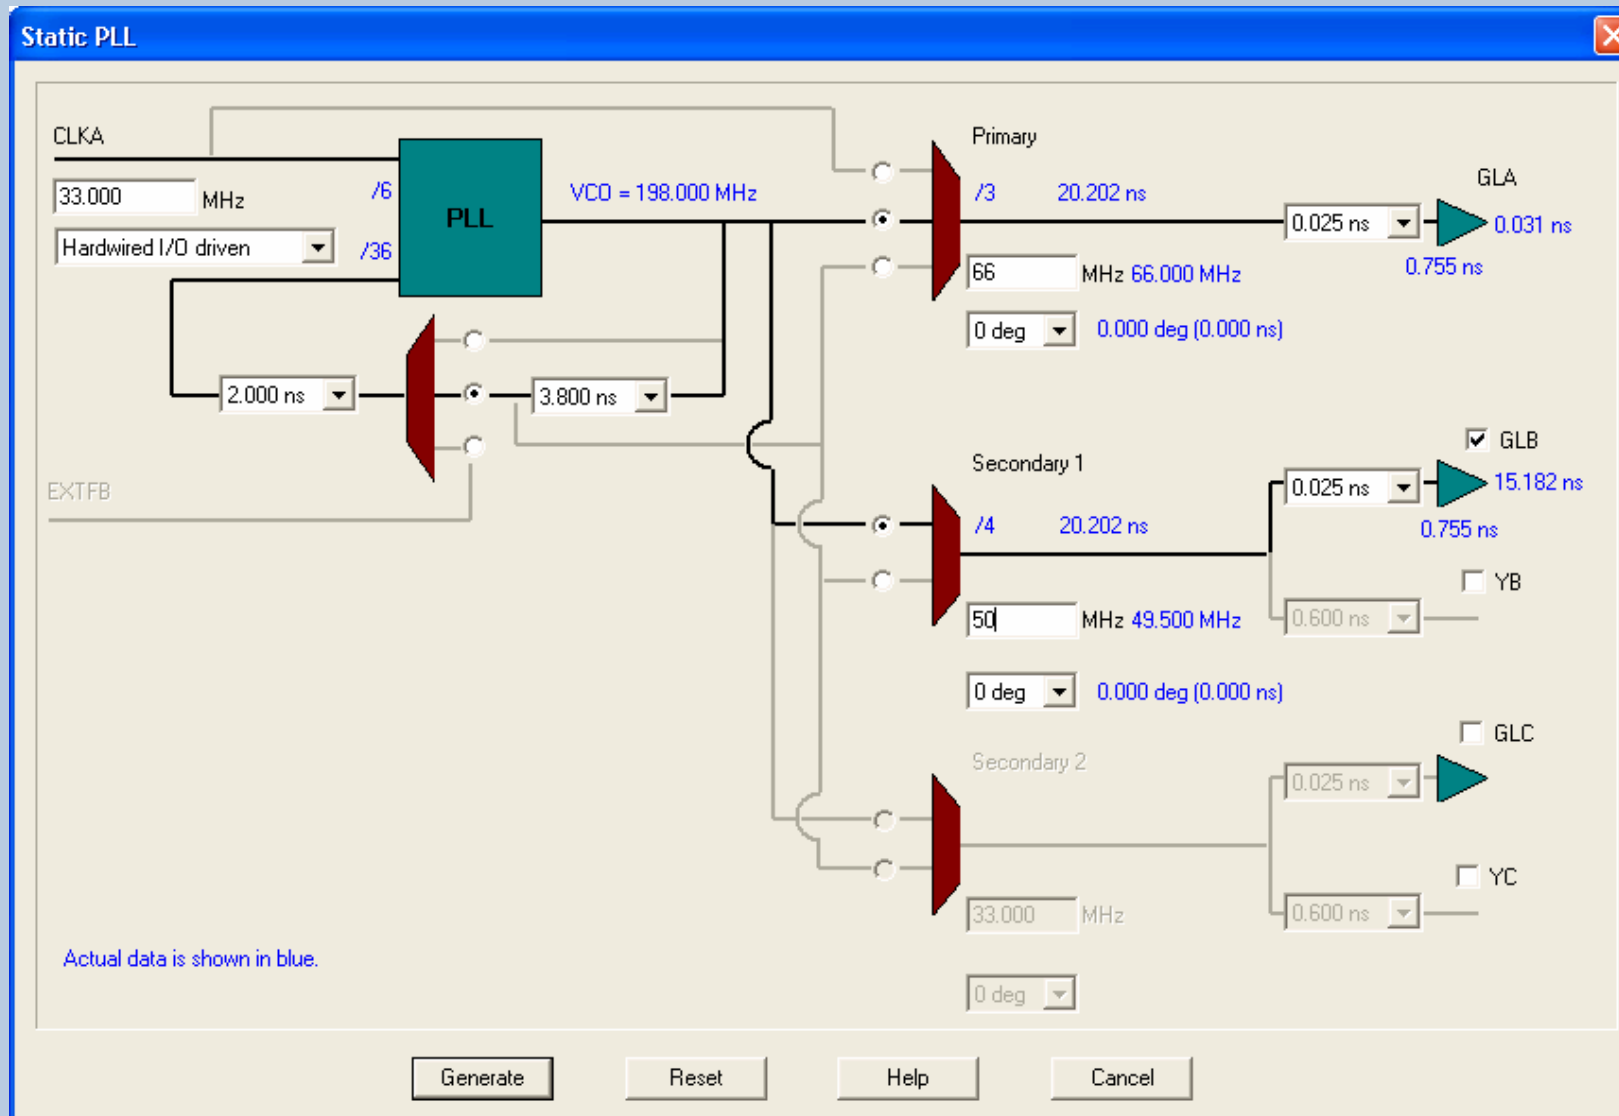 Static PLL
CLKA
33.000 MHz
Hardwired I/O driven
/6
/36
PLL
VCO = 198.000 MHz
2.000 ns
3.800 ns
EXTFB
Primary
/3 20.202 ns
66 MHz 66.000 MHz
0 deg 0.000 deg (0.000 ns)
0.025 ns
GLA
0.031 ns
0.755 ns
Secondary 1
/4 20.202 ns
50 MHz 49.500 MHz
0 deg 0.000 deg (0.000 ns)
0.025 ns
GLB
15.182 ns
0.755 ns
YB
0.600 ns
Secondary 2
33.000 MHz
0 deg
GLC
0.025 ns
YC
0.600 ns
Actual data is shown in blue.
Generate Reset Help Cancel